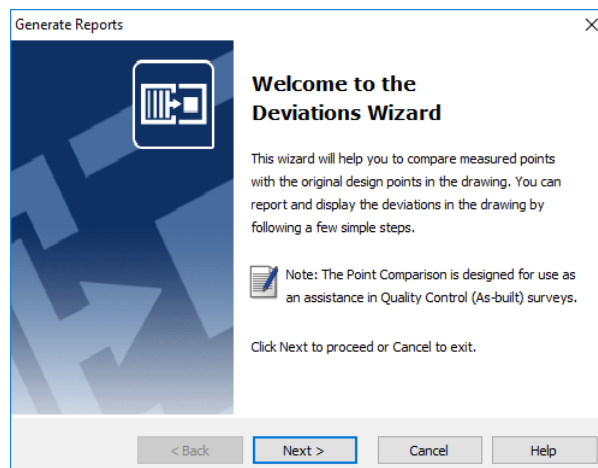 Generate Reports
Welcome to the
Deviations Wizard
This wizard will help you to compare measured points
with the original design points in the drawing. You can
report and display the deviations in the drawing by
following a few simple steps.
Note: The Point Comparison is designed for use as
an assistance in Quality Control (As-built) surveys.
Click Next to proceed or Cancel to exit.
< Back Next > Cancel Help